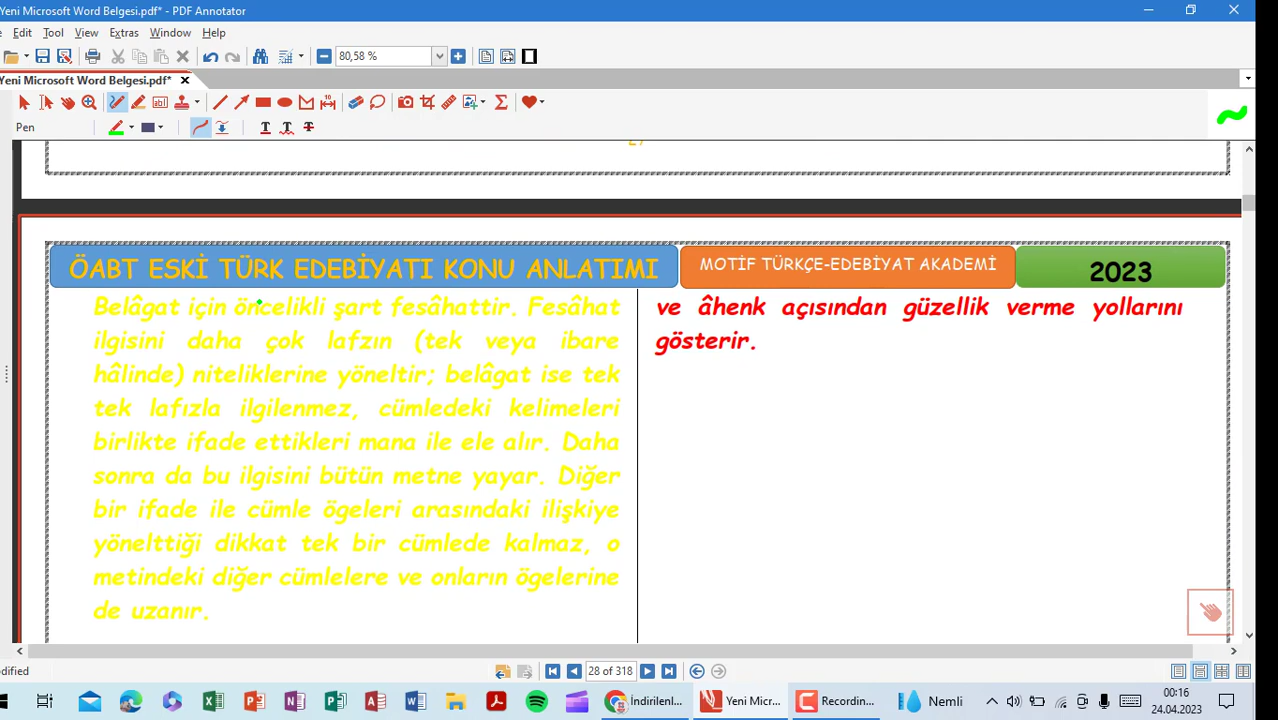 Yeni Microsoft Word Belgesi.pdf* - PDF Annotator
Edit Tool View Extras Window Help
80,58 %
Yeni Microsoft Word Belgesi.pdf*
Pen
27
ÖABT ESKİ TÜRK EDEBİYATI KONU ANLATIMI
MOTİF TÜRKÇE-EDEBİYAT AKADEMİ
2023
Belâgat için öncelikli şart fesâhattir. Fesâhat
ilgisini daha çok lafzın (tek veya ibare
hâlinde) niteliklerine yöneltir; belâgat ise tek
tek lafızla ilgilenmez, cümledeki kelimeleri
birlikte ifade ettikleri mana ile ele alır. Daha
sonra da bu ilgisini bütün metne yayar. Diğer
bir ifade ile cümle ögeleri arasındaki ilişkiye
yönelttiği dikkat tek bir cümlede kalmaz, o
metindeki diğer cümlelere ve onların ögelerine
de uzanır.
ve âhenk açısından güzellik verme yollarını
gösterir.
dified
28 of 318
İndirilenl...
Yeni Micr...
Recordin...
Nemli
00:16
24.04.2023